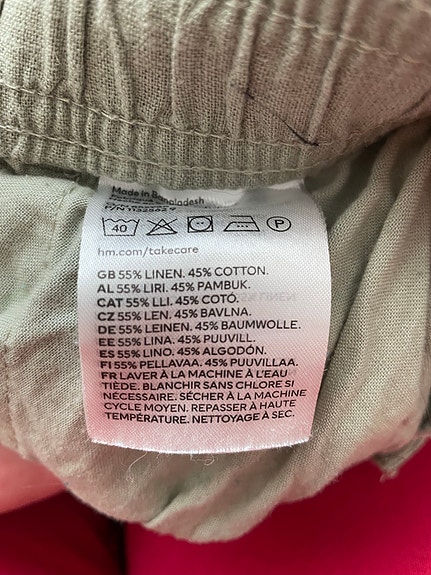 Made in Bangladesh
40 P
hm.com/takecare
GB 55% LINEN. 45% COTTON.
AL 55% LIRI. 45% PAMBUK.
CAT 55% LLI. 45% COTÓ.
CZ 55% LEN. 45% BAVLNA.
DE 55% LEINEN. 45% BAUMWOLLE.
EE 55% LINA. 45% PUUVILL.
ES 55% LINO. 45% ALGODÓN.
FI 55% PELLAVAA. 45% PUUVILLAA.
FR LAVER À LA MACHINE À L'EAU
TIÈDE. BLANCHIR SANS CHLORE SI
NÉCESSAIRE. SÉCHER À LA MACHINE
CYCLE MOYEN. REPASSER À HAUTE
TEMPÉRATURE. NETTOYAGE À SEC.